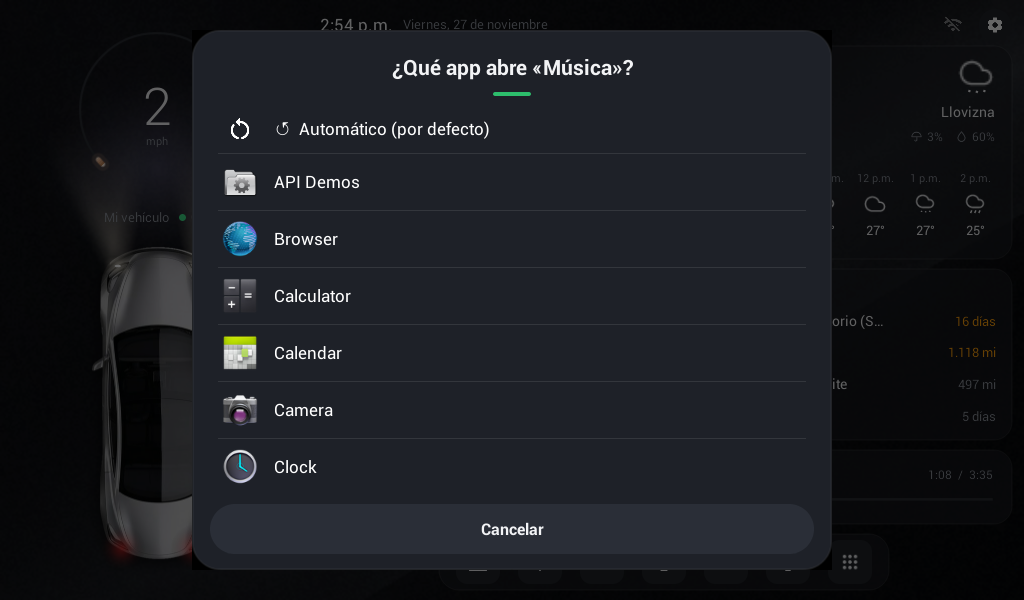 2:54 p.m. Viernes, 27 de noviembre
¿Qué app abre «Música»?
2
mph
Llovizna
3% 60%
↺ Automático (por defecto)
API Demos
m. 12 p.m. 1 p.m. 2 p.m.
Mi vehículo
27° 27° 25°
Browser
Calculator
orio (S... 16 días
Calendar
1.118 mi
ite 497 mi
Camera
5 días
Clock
1:08 / 3:35
Cancelar